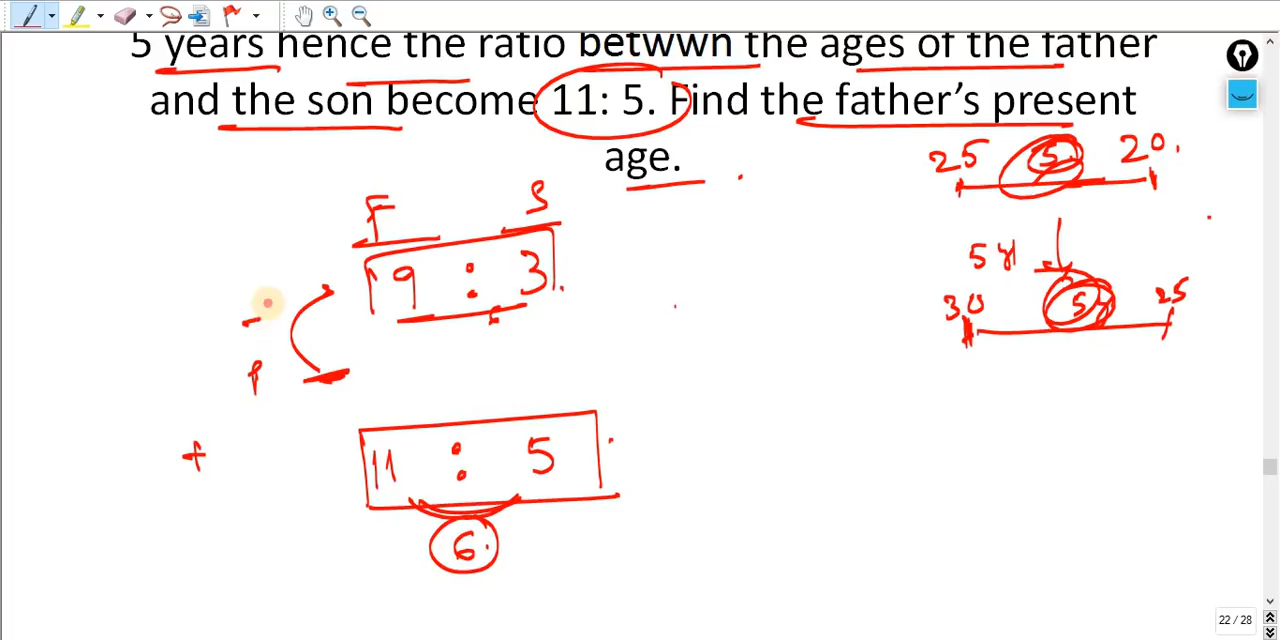 5 years hence the ratio betwwn the ages of the father
and the son become 11: 5. Find the father's present
age.
25 5 20
F S
9 : 3
5 yr
30 5 25
-
P
+
11 : 5
6
22 / 28